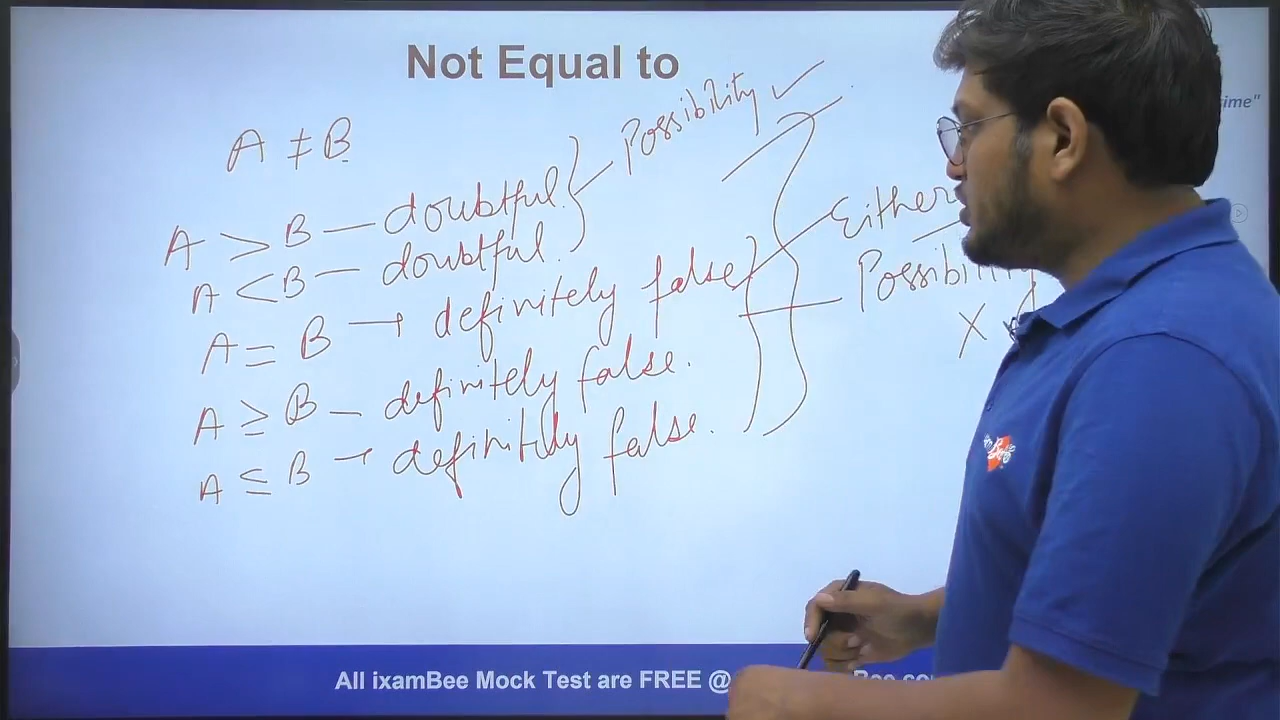 Not Equal to
ime"
A ≠ B
Possibility ✓
A > B — doubtful.
A < B — doubtful.
Either
A = B → definitely false
Possibility
X
A ≥ B — definitely false.
A ≤ B → definitely false.
All ixamBee Mock Test are FREE @